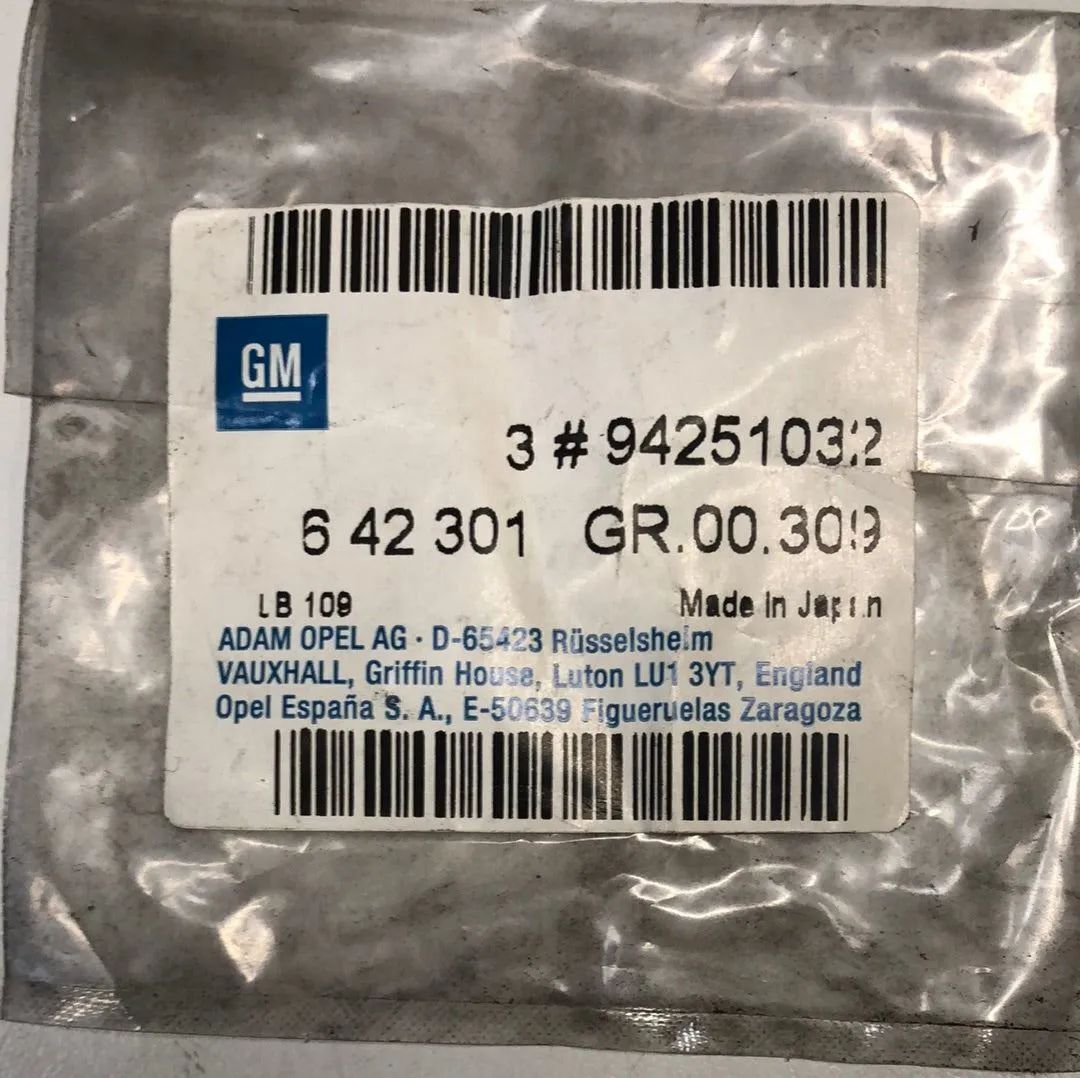 GM
3 # 94251032
6 42 301 GR.00.309
LB 109 Made In Japan
ADAM OPEL AG · D-65423 Rüsselsheim
VAUXHALL, Griffin House, Luton LU1 3YT, England
Opel España S. A., E-50639 Figueruelas Zaragoza